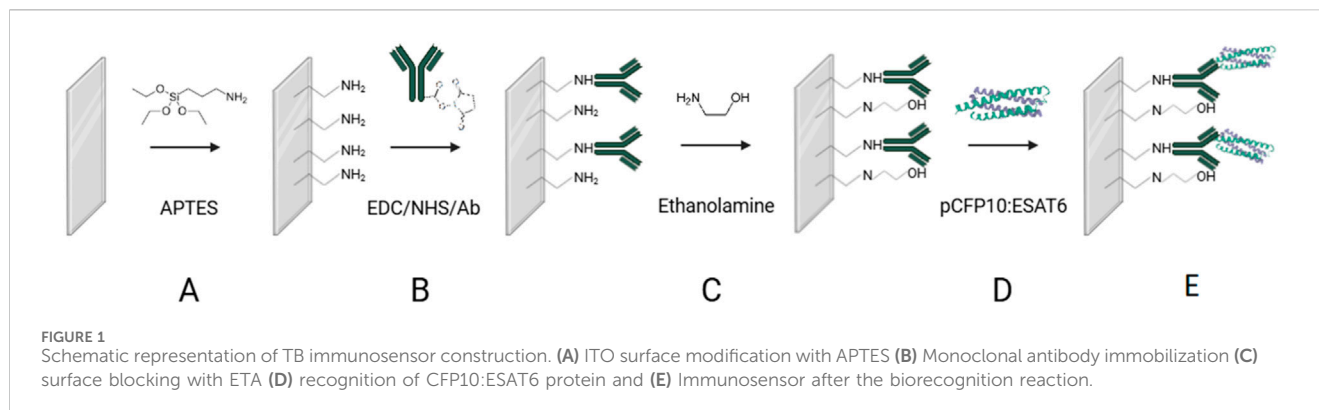 O
Si
NH2
O
O
APTES
NH2
NH2
NH2
NH2
EDC/NHS/Ab
NH
NH2
NH
NH2
H2N
OH
Ethanolamine
NH
N
OH
NH
N
OH
pCFP10:ESAT6
NH
N
OH
NH
N
OH
A
B
C
D
E
FIGURE 1
Schematic representation of TB immunosensor construction. (A) ITO surface modification with APTES (B) Monoclonal antibody immobilization (C)
surface blocking with ETA (D) recognition of CFP10:ESAT6 protein and (E) Immunosensor after the biorecognition reaction.